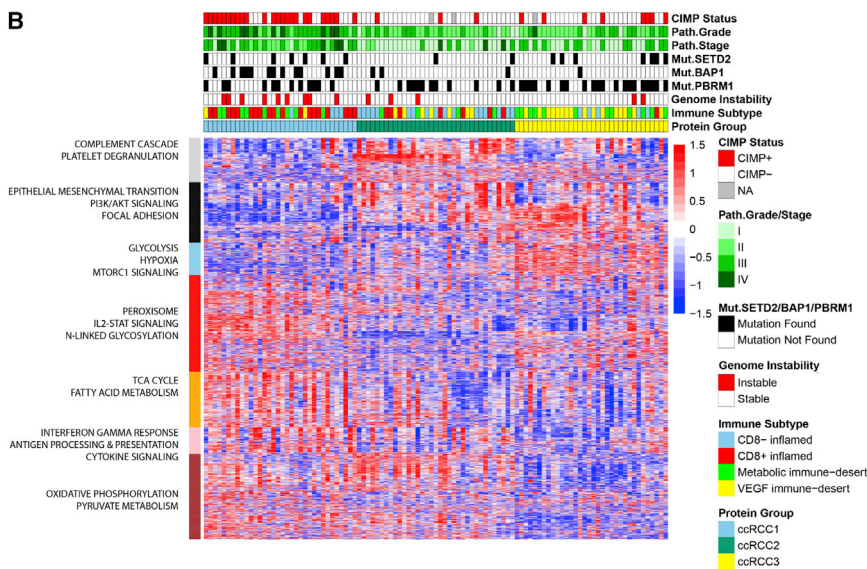 B
CIMP Status
Path.Grade
Path.Stage
Mut.SETD2
Mut.BAP1
Mut.PBRM1
Genome Instability
Immune Subtype
Protein Group
COMPLEMENT CASCADE
PLATELET DEGRANULATION
EPITHELIAL MESENCHYMAL TRANSITION
PI3K/AKT SIGNALING
FOCAL ADHESION
GLYCOLYSIS
HYPOXIA
MTORC1 SIGNALING
PEROXISOME
IL2-STAT SIGNALING
N-LINKED GLYCOSYLATION
TCA CYCLE
FATTY ACID METABOLISM
INTERFERON GAMMA RESPONSE
ANTIGEN PROCESSING & PRESENTATION
CYTOKINE SIGNALING
OXIDATIVE PHOSPHORYLATION
PYRUVATE METABOLISM
1.5
1
0.5
0
−0.5
−1
−1.5
CIMP Status
CIMP+
CIMP−
NA
Path.Grade/Stage
I
II
III
IV
Mut.SETD2/BAP1/PBRM1
Mutation Found
Mutation Not Found
Genome Instability
Instable
Stable
Immune Subtype
CD8− inflamed
CD8+ inflamed
Metabolic immune-desert
VEGF immune-desert
Protein Group
ccRCC1
ccRCC2
ccRCC3